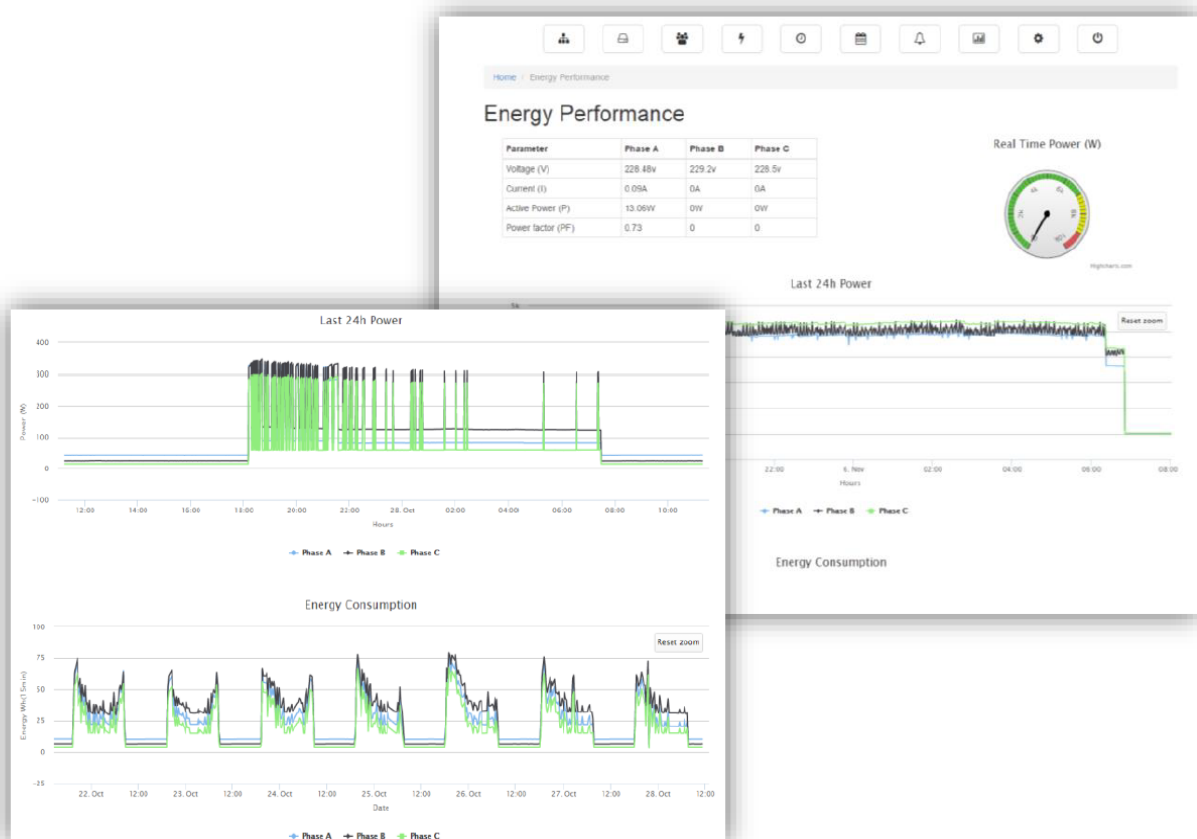 Home / Energy Performance
Energy Performance
Parameter Phase A Phase B Phase C
Voltage (V) 228.48v 229.2v 228.5v
Current (I) 0.09A 0A 0A
Active Power (P) 13.06W 0W 0W
Power factor (PF) 0.73 0 0
Real Time Power (W)
Highcharts.com
Last 24h Power
Reset zoom
22:00 6. Nov 02:00 04:00 06:00 08:00
Hours
Phase A Phase B Phase C
Energy Consumption
Last 24h Power
400
300
200
100
0
-100
Power (W)
12:00 14:00 16:00 18:00 20:00 22:00 28. Oct 02:00 04:00 06:00 08:00 10:00
Hours
Phase A Phase B Phase C
Energy Consumption
Reset zoom
100
75
50
25
0
-25
Energy Wh(15min)
22. Oct 12:00 23. Oct 12:00 24. Oct 12:00 25. Oct 12:00 26. Oct 12:00 27. Oct 12:00 28. Oct 12:00
Date
Phase A Phase B Phase C